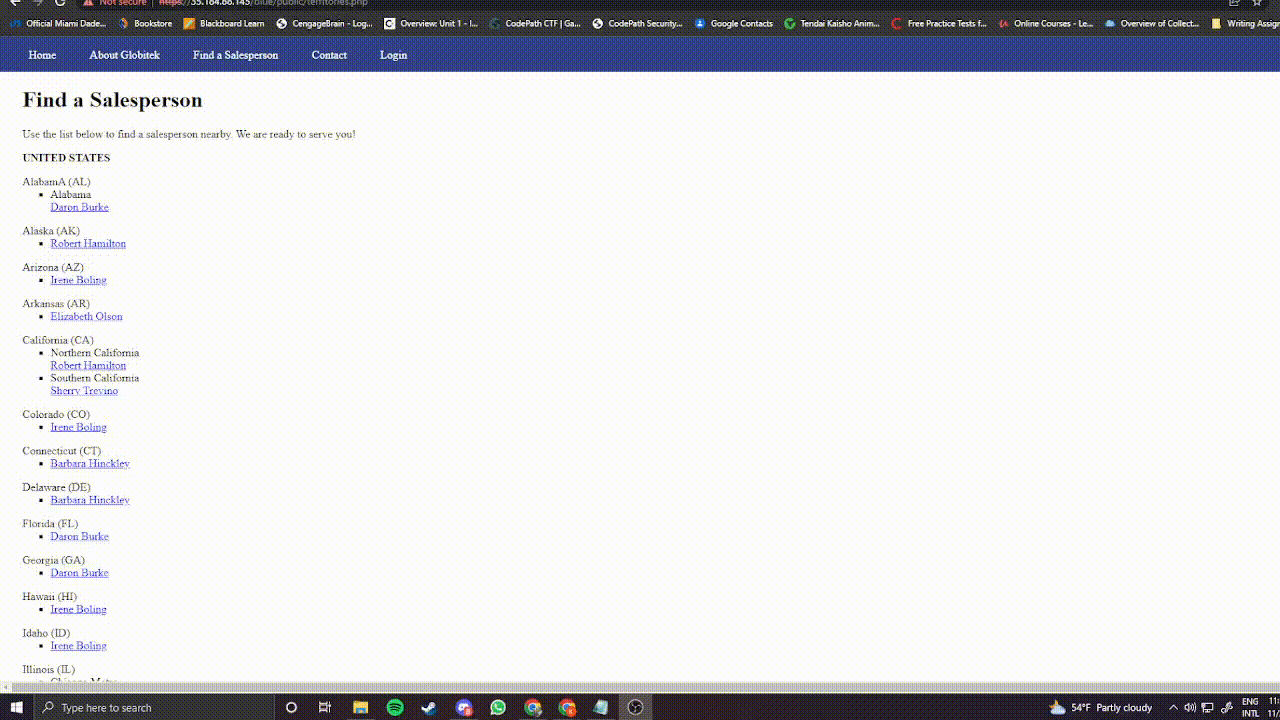 Not secure | https://35.184.88.145/blue/public/territories.php
Official Miami Dade... Bookstore Blackboard Learn CengageBrain - Log... Overview: Unit 1 - I... CodePath CTF | Ga... CodePath Security... Google Contacts Tendai Kaisho Anim... Free Practice Tests f... Online Courses - Le... Overview of Collect... Writing Assign
Home About Globitek Find a Salesperson Contact Login
Find a Salesperson
Use the list below to find a salesperson nearby. We are ready to serve you!
UNITED STATES
AlabamA (AL)
Alabama
Daron Burke
Alaska (AK)
Robert Hamilton
Arizona (AZ)
Irene Boling
Arkansas (AR)
Elizabeth Olson
California (CA)
Northern California
Robert Hamilton
Southern California
Sherry Trevino
Colorado (CO)
Irene Boling
Connecticut (CT)
Barbara Hinckley
Delaware (DE)
Barbara Hinckley
Florida (FL)
Daron Burke
Georgia (GA)
Daron Burke
Hawaii (HI)
Irene Boling
Idaho (ID)
Irene Boling
Illinois (IL)
Chicago Metro
Type here to search 54°F Partly cloudy ENG 11:
INTL 11/